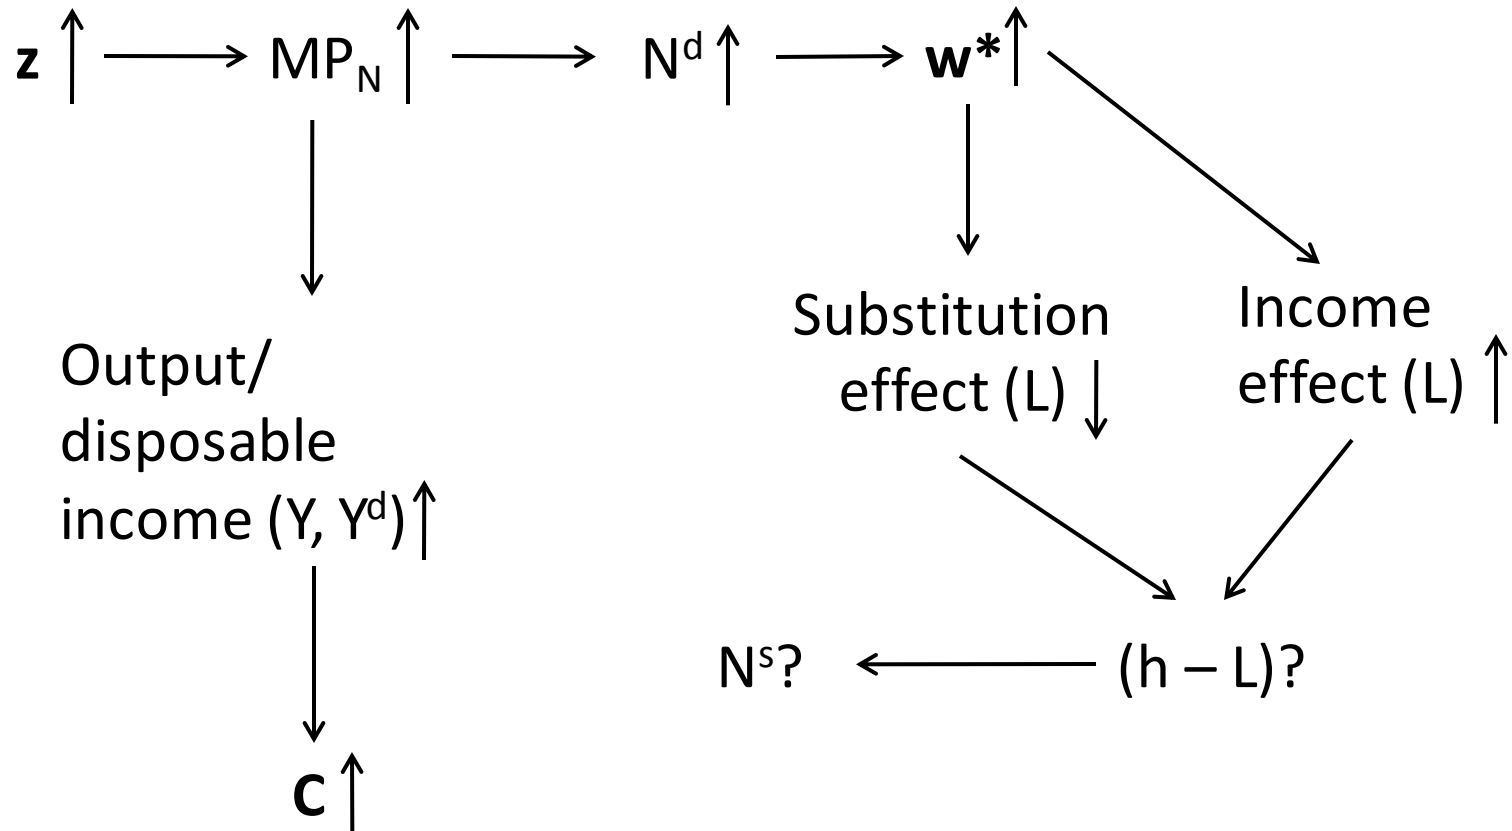 z ↑ → MP_N ↑ → N^d ↑ → w* ↑
Substitution
effect (L) ↓
Income
effect (L) ↑
Output/
disposable
income (Y, Y^d) ↑
N^s? ← (h – L)?
C ↑